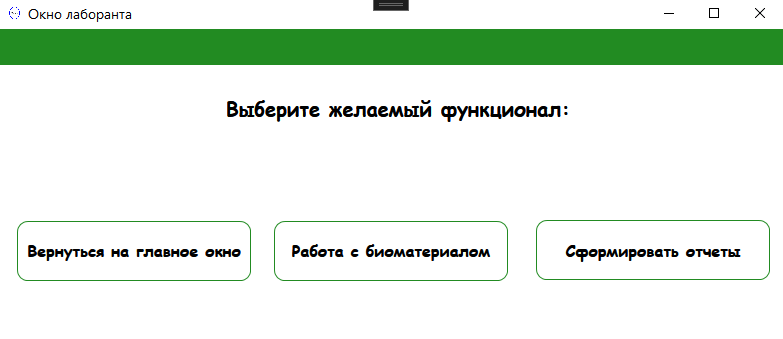 Окно лаборанта
Выберите желаемый функционал:
Вернуться на главное окно
Работа с биоматериалом
Сформировать отчеты